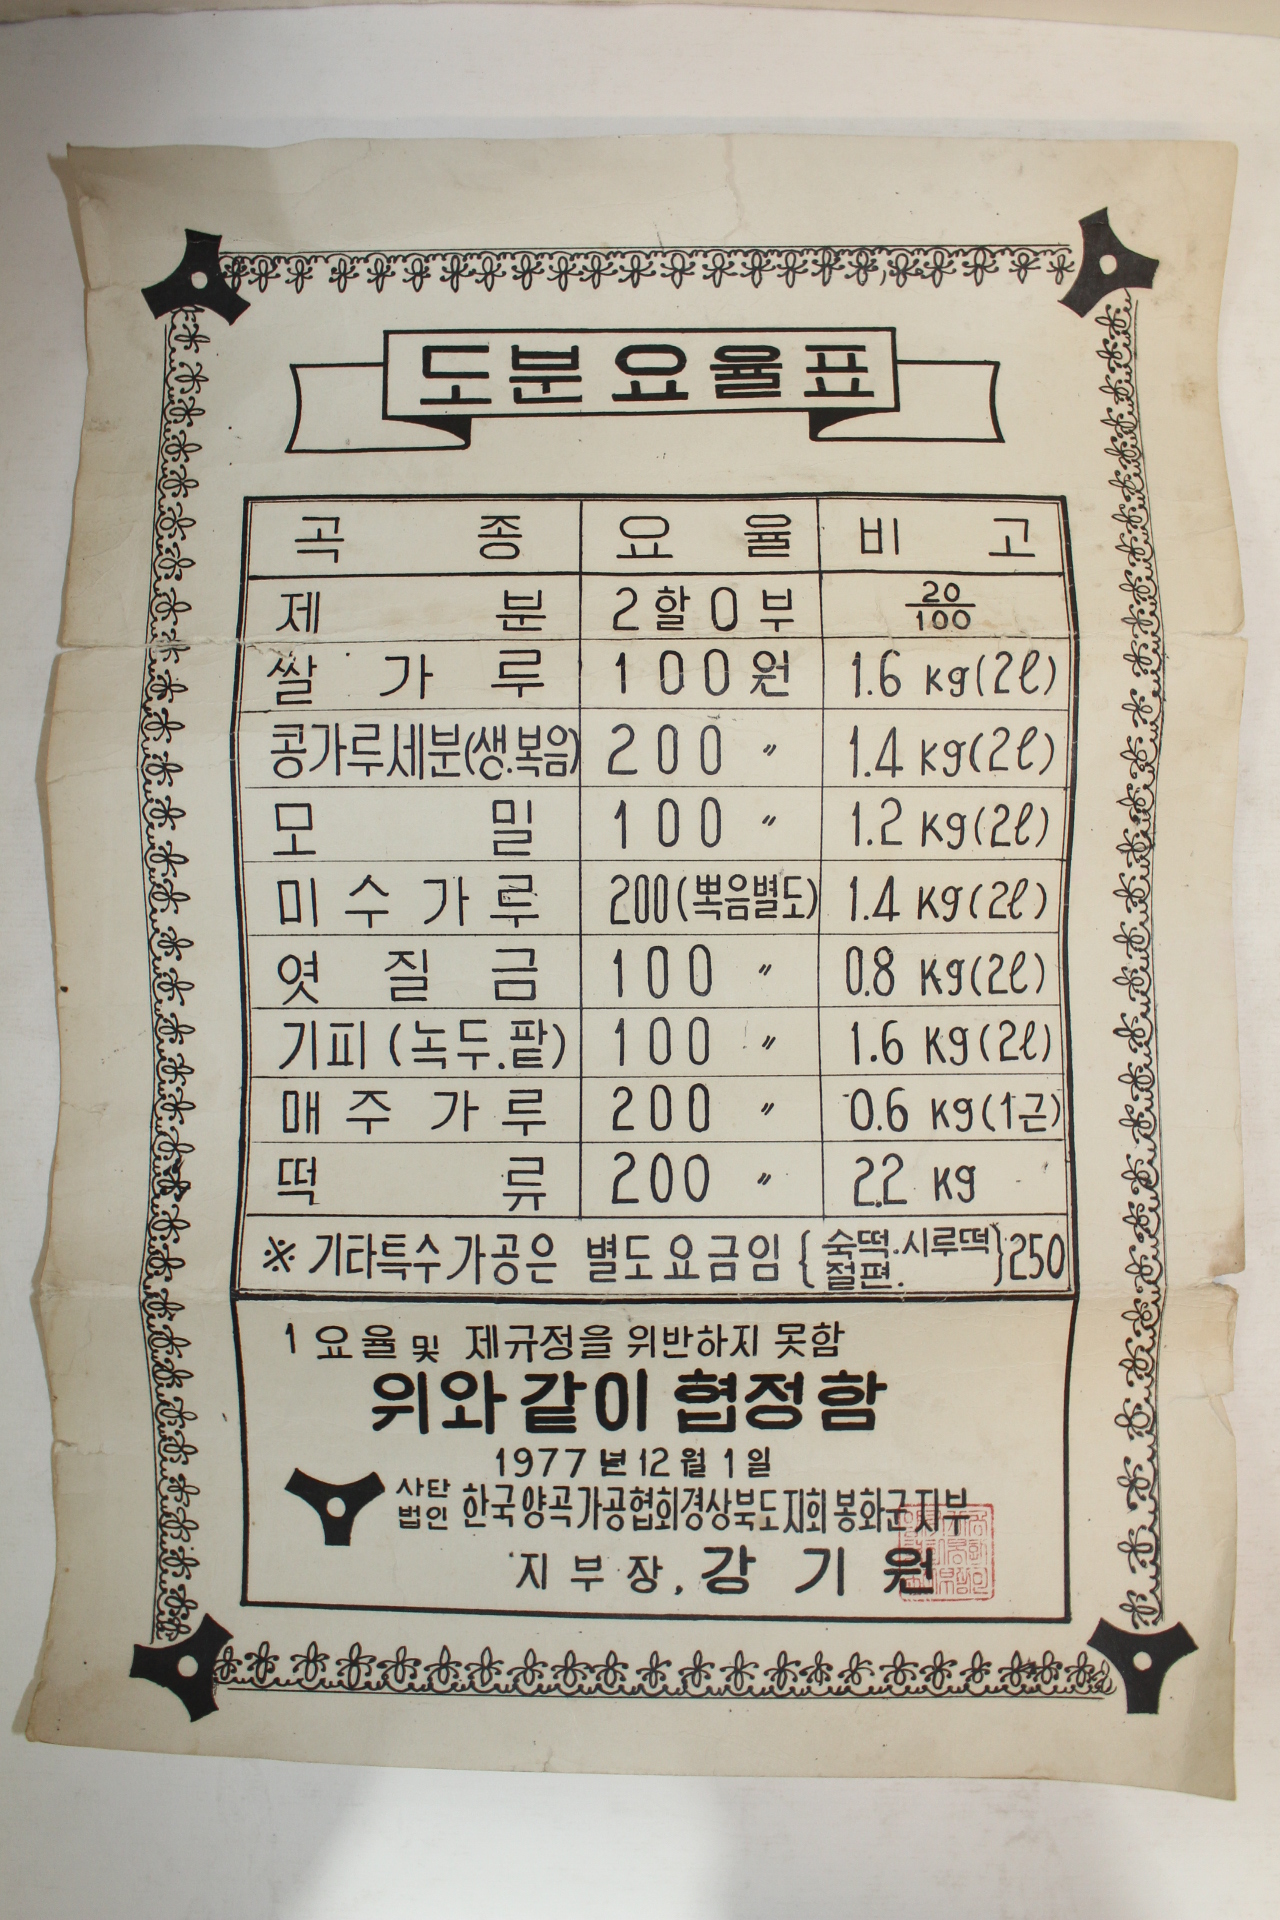 도분요율표
곡종 요율 비고
제분 2할0부 20/100
쌀가루 100원 1.6 kg(2ℓ)
콩가루세분(생.볶음) 200 〃 1.4 kg(2ℓ)
모밀 100 〃 1.2 kg(2ℓ)
미수가루 200(뽂음별도) 1.4 kg(2ℓ)
엿질금 100 〃 0.8 kg(2ℓ)
기피(녹두.팥) 100 〃 1.6 kg(2ℓ)
매주가루 200 〃 0.6 kg(1근)
떡류 200 〃 2.2 kg
※ 기타특수가공은 별도요금임 {숙떡.시루떡 절편.}250
1 요율 및 제규정을 위반하지 못함
위와같이 협정함
1977년 12월 1일
사단법인 한국양곡가공협회경상북도지회 봉화군지부
지부장, 강기원